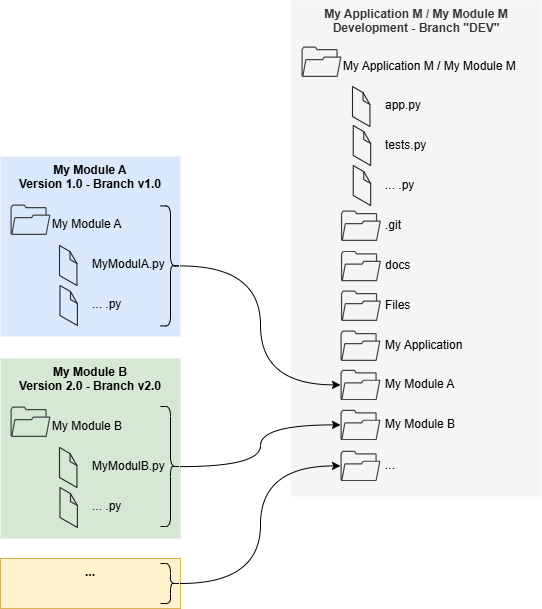 My Application M / My Module M
Development - Branch "DEV"
My Application M / My Module M
app.py
tests.py
... .py
.git
docs
Files
My Application
My Module A
My Module B
...
My Module A
Version 1.0 - Branch v1.0
My Module A
MyModulA.py
... .py
My Module B
Version 2.0 - Branch v2.0
My Module B
MyModulB.py
... .py
...